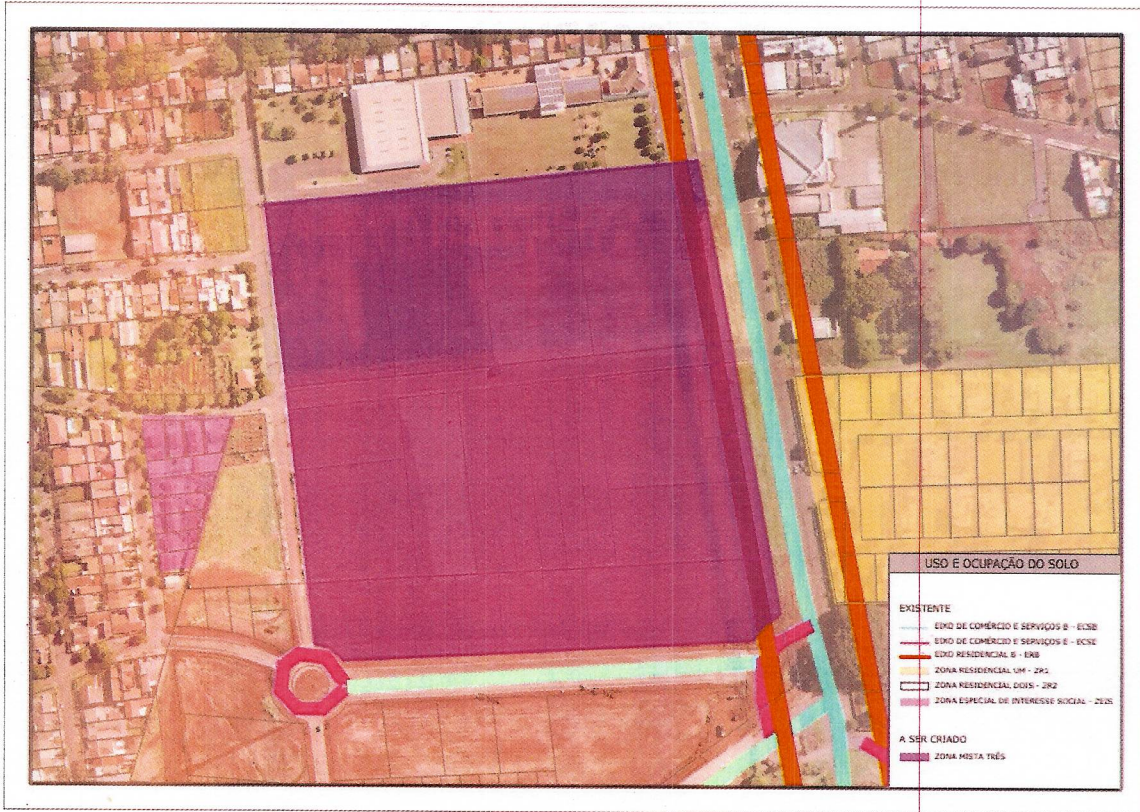 USO E OCUPAÇÃO DO SOLO
EXISTENTE
EIXO DE COMÉRCIO E SERVIÇOS B - ECSB
EIXO DE COMÉRCIO E SERVIÇOS E - ECSE
EIXO RESIDENCIAL B - ERB
ZONA RESIDENCIAL UM - ZR1
ZONA RESIDENCIAL DOIS - ZR2
ZONA ESPECIAL DE INTERESSE SOCIAL - ZEIS
A SER CRIADO
ZONA MISTA TRÊS